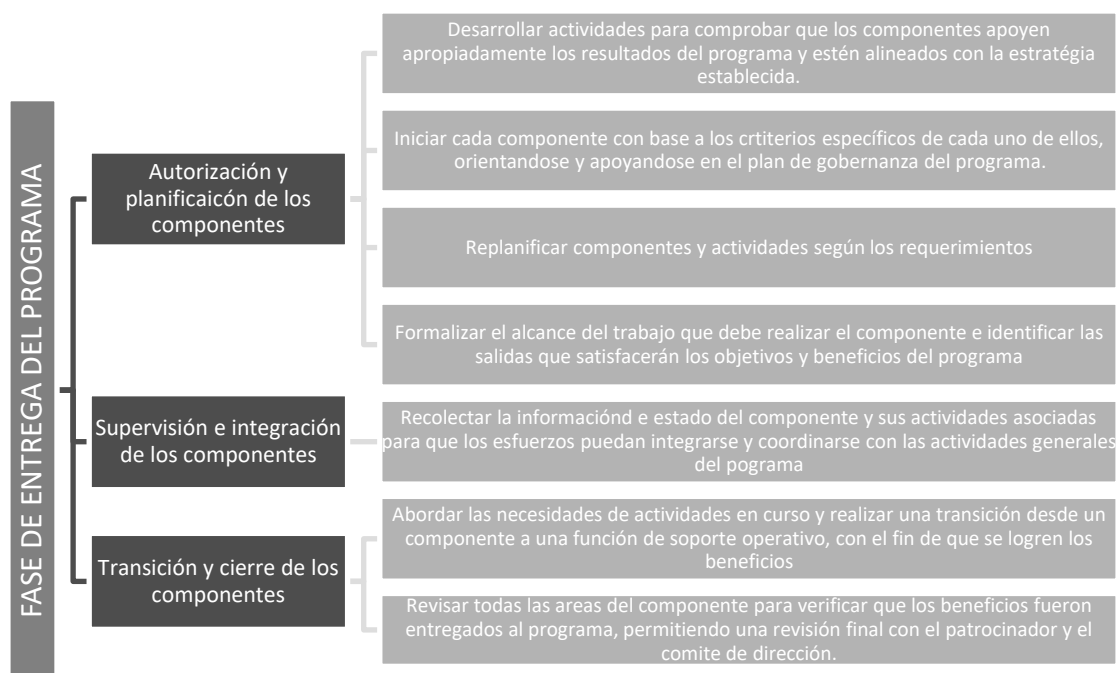 FASE DE ENTREGA DEL PROGRAMA
Autorización y
planificaicón de los
componentes
Desarrollar actividades para comprobar que los componentes apoyen
apropiadamente los resultados del programa y estén alineados con la estratégia
establecida.
Iniciar cada componente con base a los crtiterios específicos de cada uno de ellos,
orientandose y apoyandose en el plan de gobernanza del programa.
Replanificar componentes y actividades según los requerimientos
Formalizar el alcance del trabajo que debe realizar el componente e identificar las
salidas que satisfacerán los objetivos y beneficios del programa
Supervisión e integración
de los componentes
Recolectar la informaciónd e estado del componente y sus actividades asociadas
para que los esfuerzos puedan integrarse y coordinarse con las actividades generales
del pograma
Transición y cierre de los
componentes
Abordar las necesidades de actividades en curso y realizar una transición desde un
componente a una función de soporte operativo, con el fin de que se logren los
beneficios
Revisar todas las areas del componente para verificar que los beneficios fueron
entregados al programa, permitiendo una revisión final con el patrocinador y el
comite de dirección.